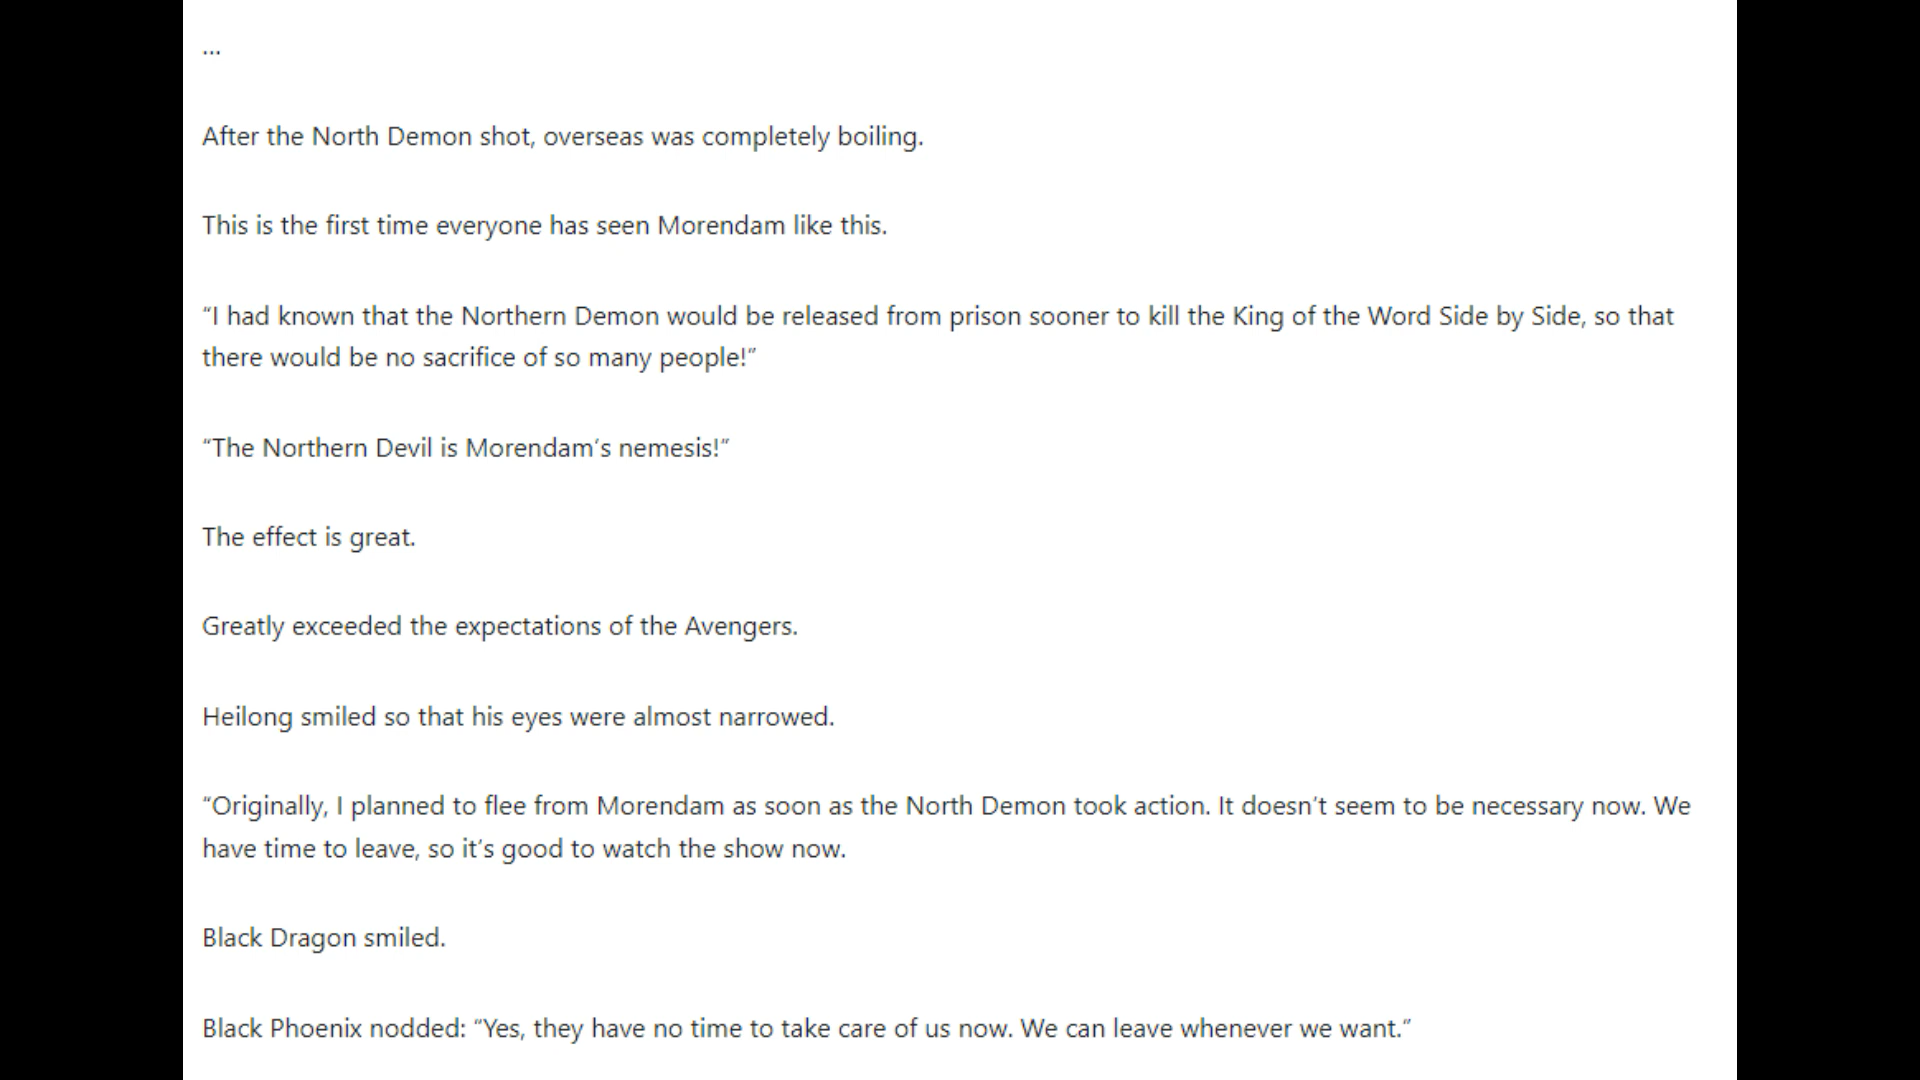 ...
After the North Demon shot, overseas was completely boiling.
This is the first time everyone has seen Morendam like this.
“I had known that the Northern Demon would be released from prison sooner to kill the King of the Word Side by Side, so that
there would be no sacrifice of so many people!”
“The Northern Devil is Morendam’s nemesis!”
The effect is great.
Greatly exceeded the expectations of the Avengers.
Heilong smiled so that his eyes were almost narrowed.
“Originally, I planned to flee from Morendam as soon as the North Demon took action. It doesn’t seem to be necessary now. We
have time to leave, so it’s good to watch the show now.
Black Dragon smiled.
Black Phoenix nodded: “Yes, they have no time to take care of us now. We can leave whenever we want.”